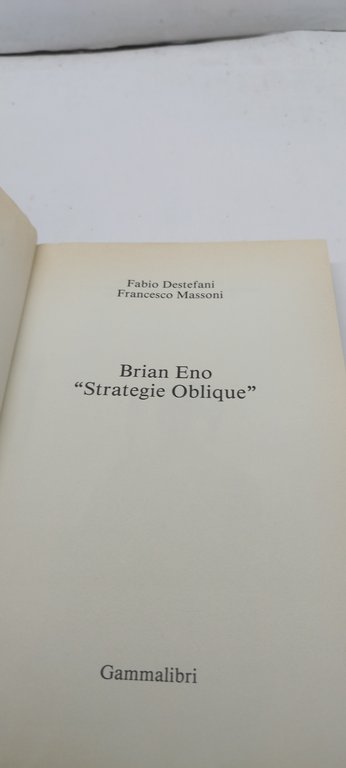 Fabio Destefani
Francesco Massoni
Brian Eno
“Strategie Oblique”
Gammalibri